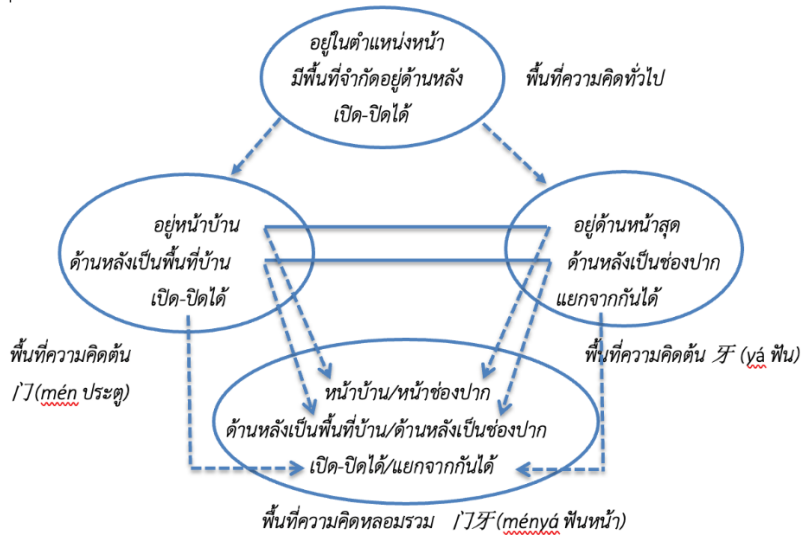 อยู่ในตำแหน่งหน้า
มีพื้นที่จำกัดอยู่ด้านหลัง
เปิด-ปิดได้
พื้นที่ความคิดทั่วไป
อยู่หน้าบ้าน
ด้านหลังเป็นพื้นที่บ้าน
เปิด-ปิดได้
อยู่ด้านหน้าสุด
ด้านหลังเป็นช่องปาก
แยกจากกันได้
พื้นที่ความคิดต้น
门(mén ประตู)
พื้นที่ความคิดต้น 牙 (yá ฟัน)
หน้าบ้าน/หน้าช่องปาก
ด้านหลังเป็นพื้นที่บ้าน/ด้านหลังเป็นช่องปาก
เปิด-ปิดได้/แยกจากกันได้
พื้นที่ความคิดหลอมรวม 门牙(ményá ฟันหน้า)